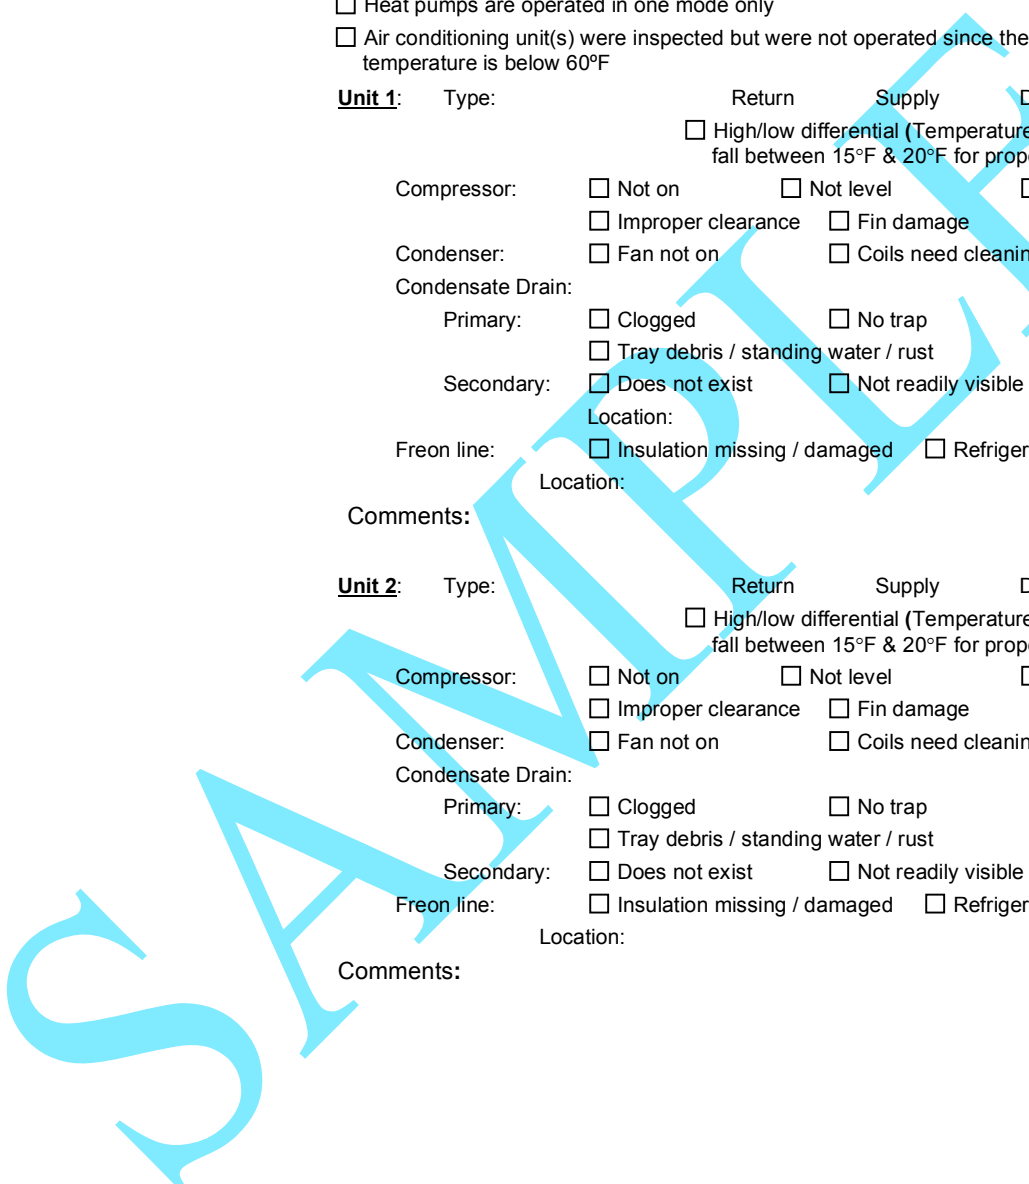 ☐ Heat pumps are operated in one mode only
☐ Air conditioning unit(s) were inspected but were not operated since the
temperature is below 60ºF
Unit 1: Type: Return Supply
☐ High/low differential (Temperature
fall between 15°F & 20°F for
Compressor: ☐ Not on ☐ Not level ☐
☐ Improper clearance ☐ Fin damage
Condenser: ☐ Fan not on ☐ Coils need
Condensate Drain:
Primary: ☐ Clogged ☐ No trap
☐ Tray debris / standing water / rust
Secondary: ☐ Does not exist ☐ Not readily visible
Location:
Freon line: ☐ Insulation missing / damaged ☐
Location:
Comments:
Unit 2: Type: Return Supply
☐ High/low differential (Temperature
fall between 15°F & 20°F for
Compressor: ☐ Not on ☐ Not level ☐
☐ Improper clearance ☐ Fin damage
Condenser: ☐ Fan not on ☐ Coils need
Condensate Drain:
Primary: ☐ Clogged ☐ No trap
☐ Tray debris / standing water / rust
Secondary: ☐ Does not exist ☐ Not readily visible
Freon line: ☐ Insulation missing / damaged ☐
Location:
Comments:
SAMPLE